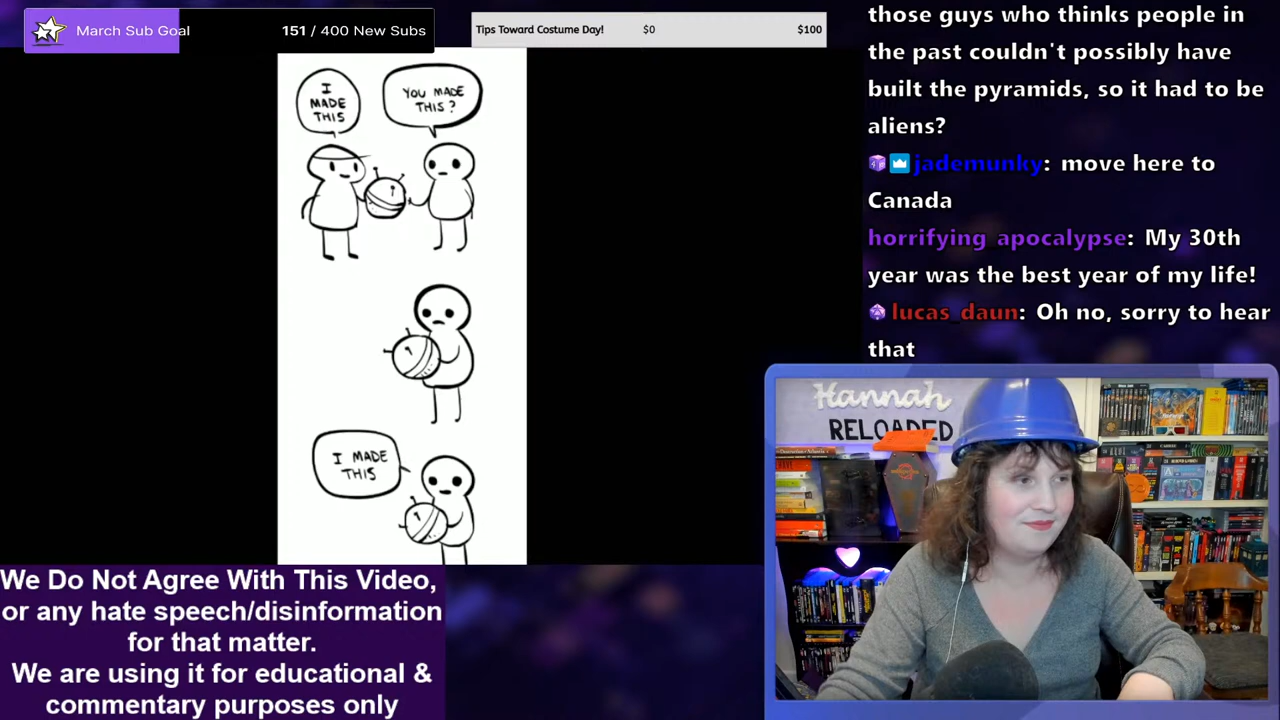 March Sub Goal 151 / 400 New Subs
Tips Toward Costume Day! $0 $100
I
MADE
THIS
YOU MADE
THIS?
I MADE
THIS
those guys who thinks people in
the past couldn't possibly have
built the pyramids, so it had to be
aliens?
jademunky: move here to
Canada
horrifying_apocalypse: My 30th
year was the best year of my life!
lucas_daun: Oh no, sorry to hear
that
Hannah
RELOADED
We Do Not Agree With This Video,
or any hate speech/disinformation
for that matter.
We are using it for educational &
commentary purposes only